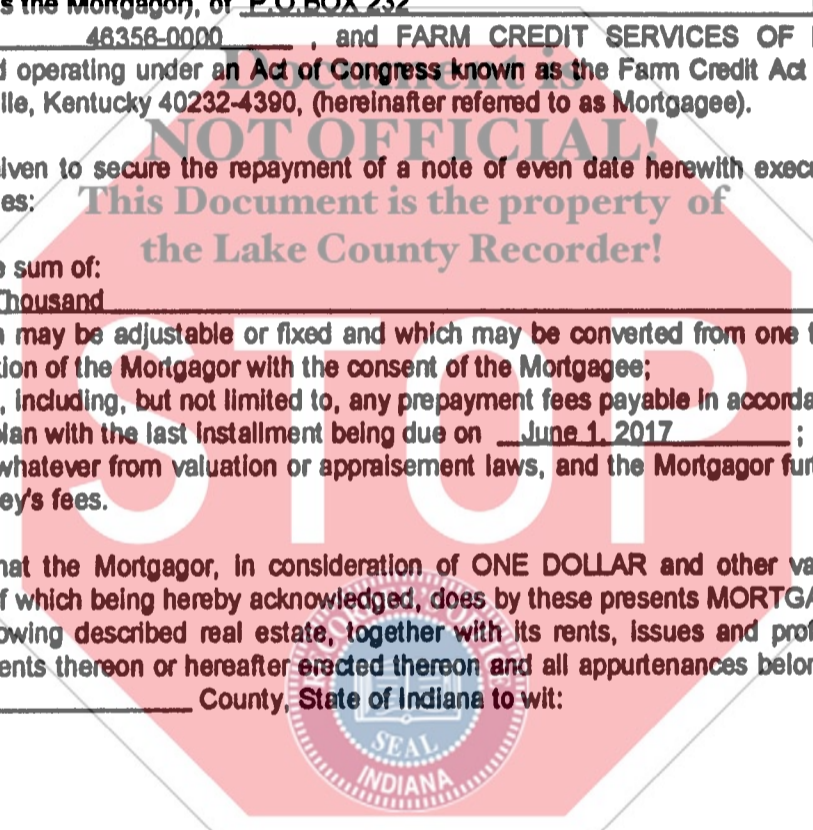 s the Mortgagor), of P.O.BOX 232
46356-0000 , and FARM CREDIT SERVICES OF
d operating under an Act of Congress known as the Farm Credit Act
lle, Kentucky 40232-4390, (hereinafter referred to as Mortgagee).
Document is
NOT OFFICIAL!
This Document is the property of
the Lake County Recorder!
iven to secure the repayment of a note of even date herewith exec
es:
e sum of:
Thousand
h may be adjustable or fixed and which may be converted from one f
tion of the Mortgagor with the consent of the Mortgagee;
, including, but not limited to, any prepayment fees payable in accorda
plan with the last installment being due on June 1, 2017 ;
whatever from valuation or appraisement laws, and the Mortgagor fur
ey's fees.
STOP
hat the Mortgagor, in consideration of ONE DOLLAR and other va
f which being hereby acknowledged, does by these presents MORTGA
owing described real estate, together with its rents, issues and prof
ents thereon or hereafter erected thereon and all appurtenances belon
County, State of Indiana to wit:
SEAL
INDIANA